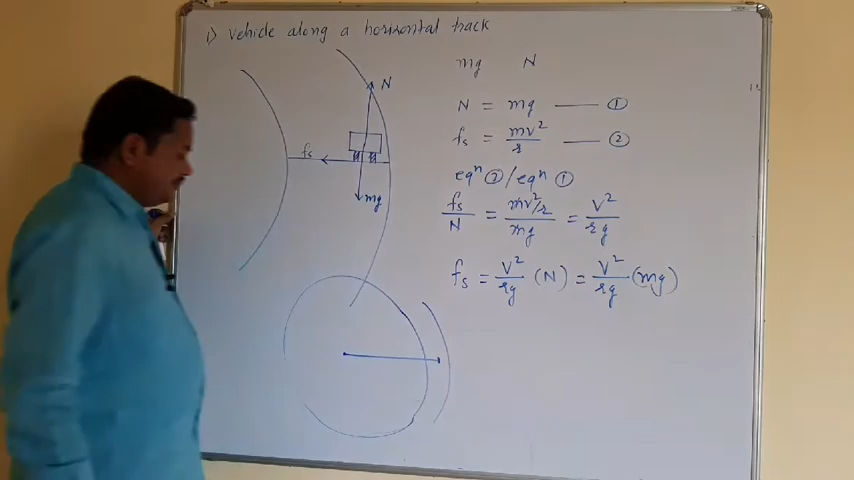 i) Vehicle along a horizontal track
mg N
N = mg —— ①
fs = mv²/r —— ②
eqⁿ ②/eqⁿ ①
fs/N = mv²/r / mg = v²/rg
fs = v²/rg (N) = v²/rg (mg)
N
fs
mg